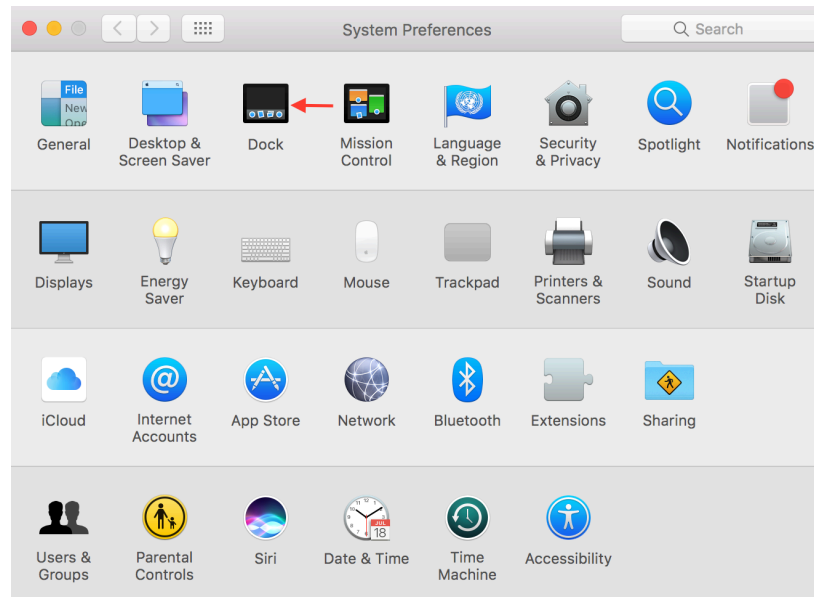 System Preferences
Search
File
New
Ope
General
Desktop &
Screen Saver
Dock
Mission
Control
Language
& Region
Security
& Privacy
Spotlight
Notifications
Displays
Energy
Saver
Keyboard
Mouse
Trackpad
Printers &
Scanners
Sound
Startup
Disk
iCloud
@
Internet
Accounts
App Store
Network
Bluetooth
Extensions
Sharing
Users &
Groups
Parental
Controls
Siri
JUL
18
Date & Time
Time
Machine
Accessibility